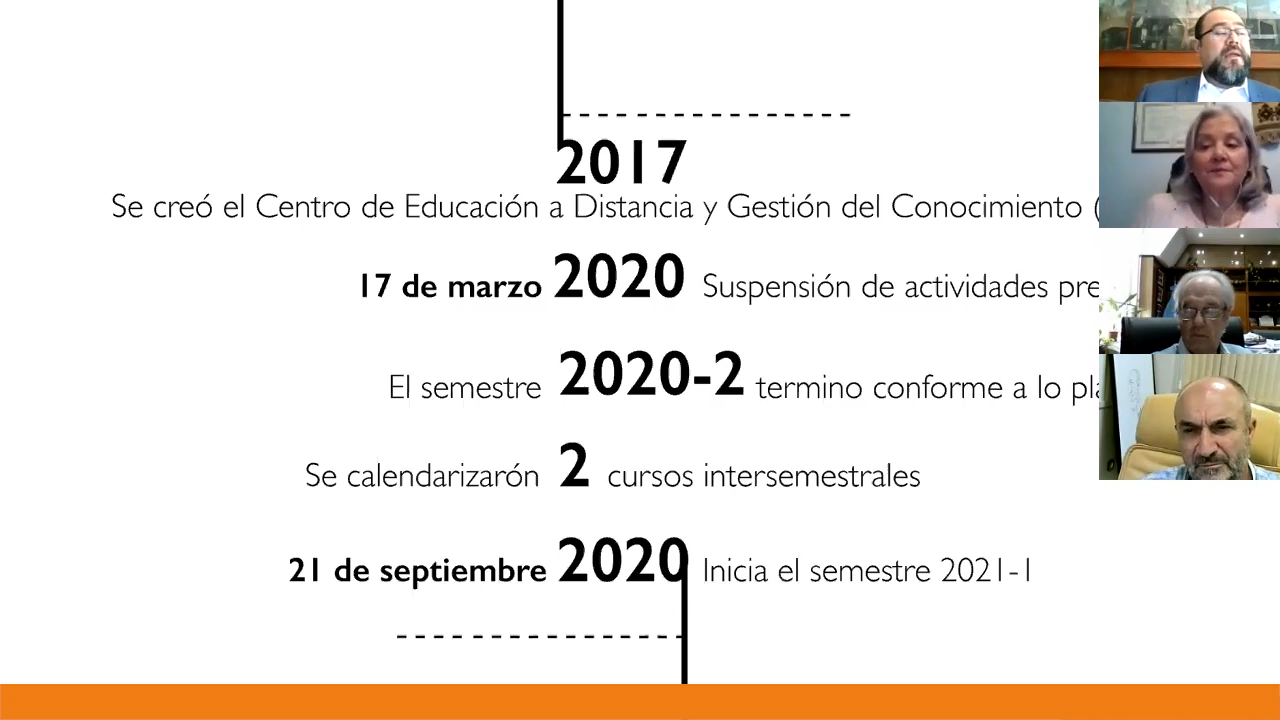 2017
Se creó el Centro de Educación a Distancia y Gestión del Conocimiento (
17 de marzo 2020 Suspensión de actividades pre
El semestre 2020-2 termino conforme a lo pla
Se calendarizarón 2 cursos intersemestrales
21 de septiembre 2020 Inicia el semestre 2021-1